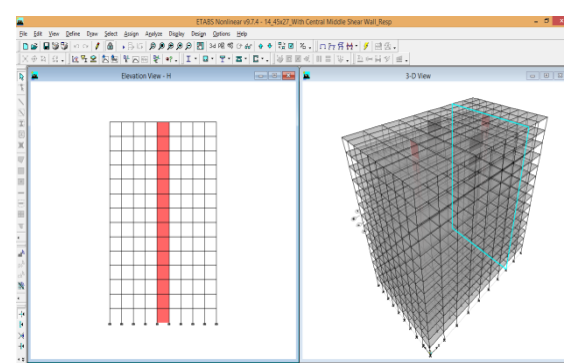 ETABS Nonlinear v9.7.4 - 14_45x27_With Central Middle Shear Wall_Resp
File Edit View Define Draw Select Assign Analyze Display Design Options Help
Elevation View - H
3-D View